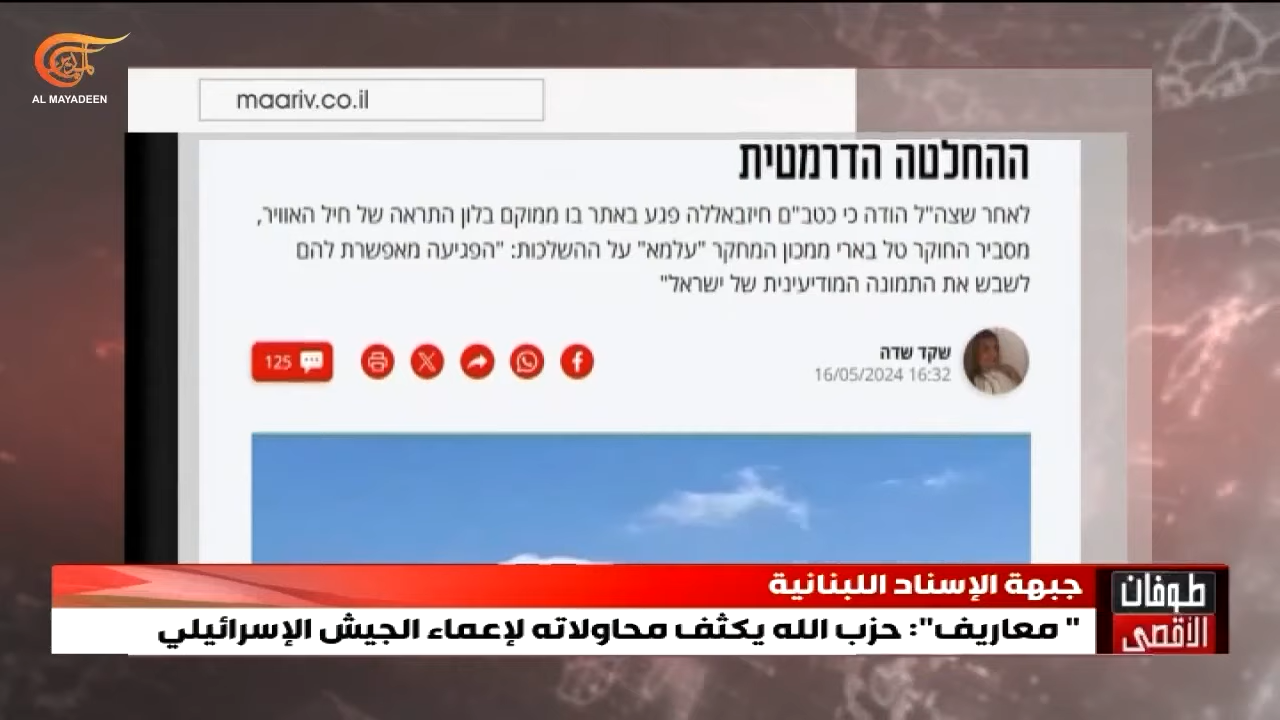 AL MAYADEEN
maariv.co.il
ההחלטה הדרמטית
לאחר שצה"ל הודה כי כטב"ם חיזבאללה פגע באתר בו ממוקם בלון התראה של חיל האוויר,
מסביר החוקר טל בארי ממכון המחקר "עלמא" על ההשלכות: "הפגיעה מאפשרת להם
לשבש את התמונה המודיעינית של ישראל"
שקד שדה
16/05/2024 16:32
125
جبهة الإسناد اللبنانية
" معاريف": حزب الله يكثف محاولاته لإعماء الجيش الإسرائيلي
طوفان
الأقصى